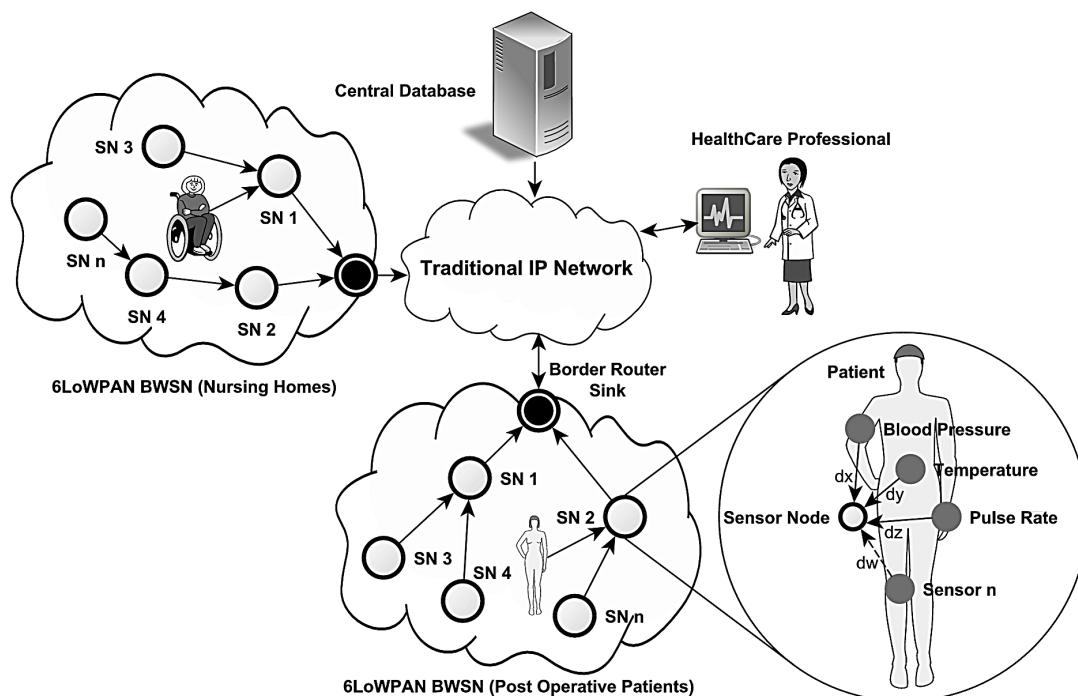 Central Database
HealthCare Professional
SN 3
SN 1
SN n
SN 4
SN 2
Traditional IP Network
6LoWPAN BWSN (Nursing Homes)
Border Router
Sink
SN 1
SN 2
SN 3
SN 4
SN n
6LoWPAN BWSN (Post Operative Patients)
Patient
Blood Pressure
Temperature
dx
dy
Sensor Node
Pulse Rate
dz
dw
Sensor n